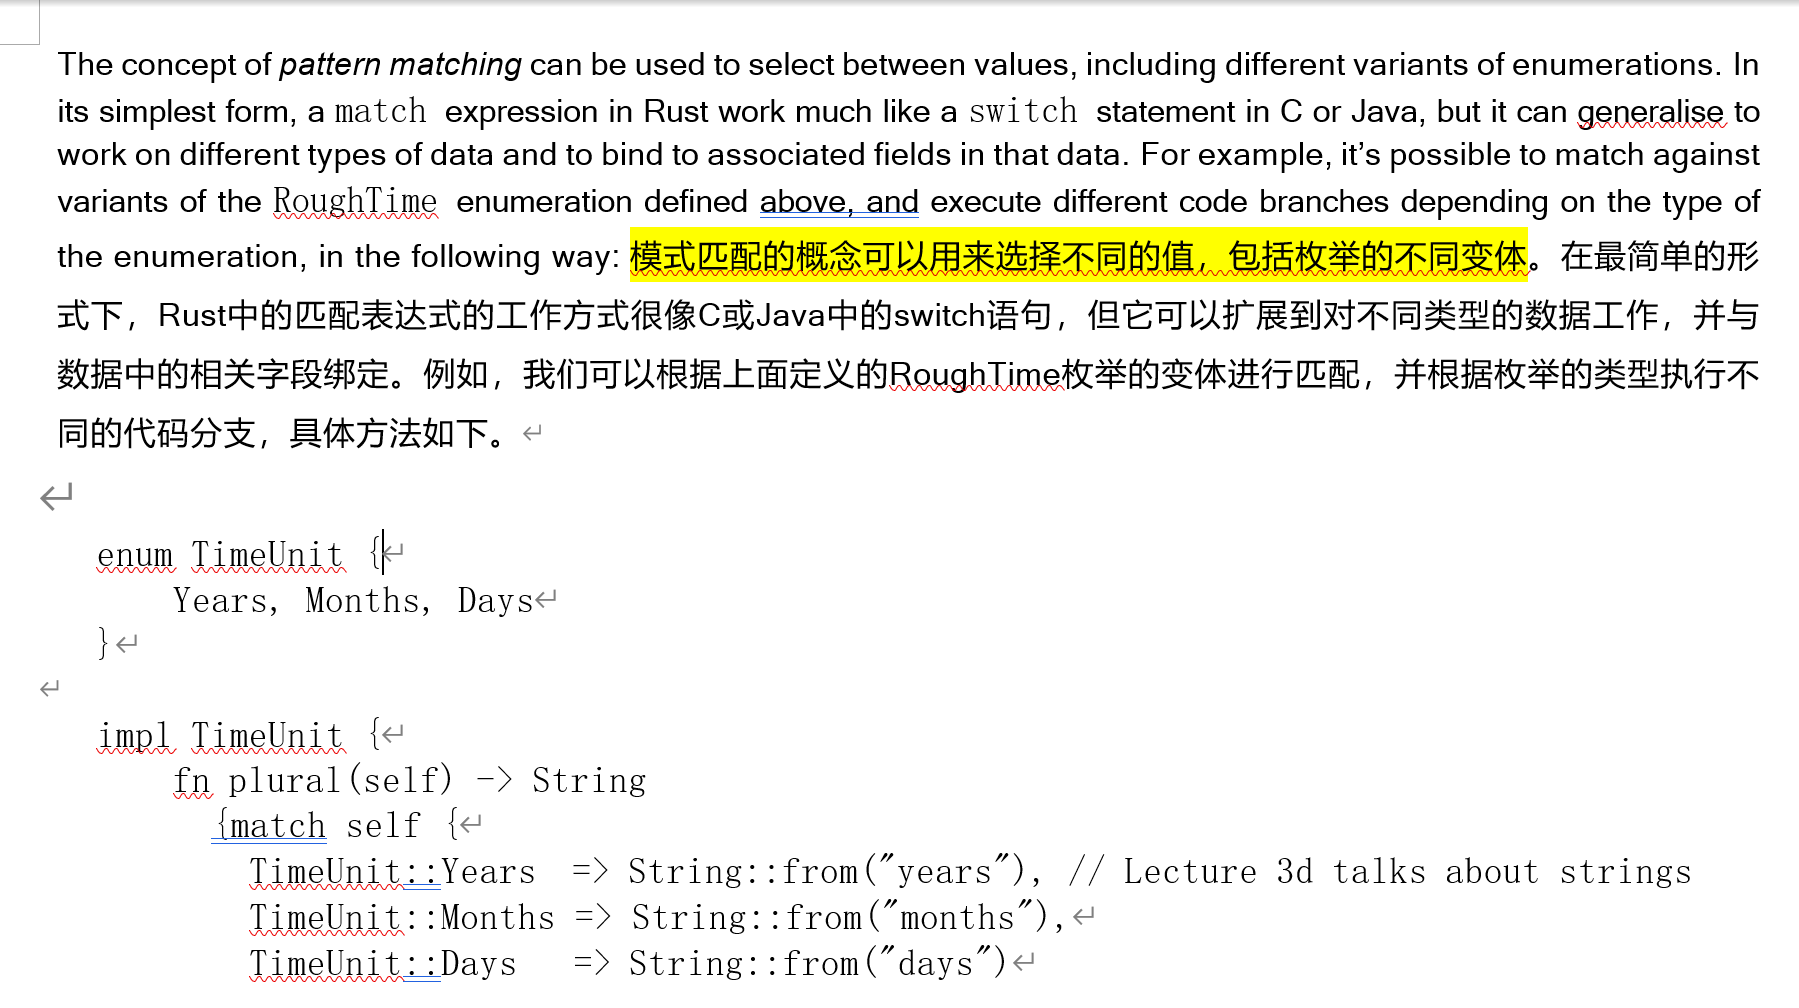 The concept of pattern matching can be used to select between values, including different variants of enumerations. In
its simplest form, a match expression in Rust work much like a switch statement in C or Java, but it can generalise to
work on different types of data and to bind to associated fields in that data. For example, it's possible to match against
variants of the RoughTime enumeration defined above, and execute different code branches depending on the type of
the enumeration, in the following way: 模式匹配的概念可以用来选择不同的值，包括枚举的不同变体。在最简单的形
式下，Rust中的匹配表达式的工作方式很像C或Java中的switch语句，但它可以扩展到对不同类型的数据工作，并与
数据中的相关字段绑定。例如，我们可以根据上面定义的RoughTime枚举的变体进行匹配，并根据枚举的类型执行不
同的代码分支，具体方法如下。
enum TimeUnit {
Years, Months, Days
}
impl TimeUnit {
fn plural(self) -> String
{match self {
TimeUnit::Years => String::from("years"), // Lecture 3d talks about strings
TimeUnit::Months => String::from("months"),
TimeUnit::Days => String::from("days")